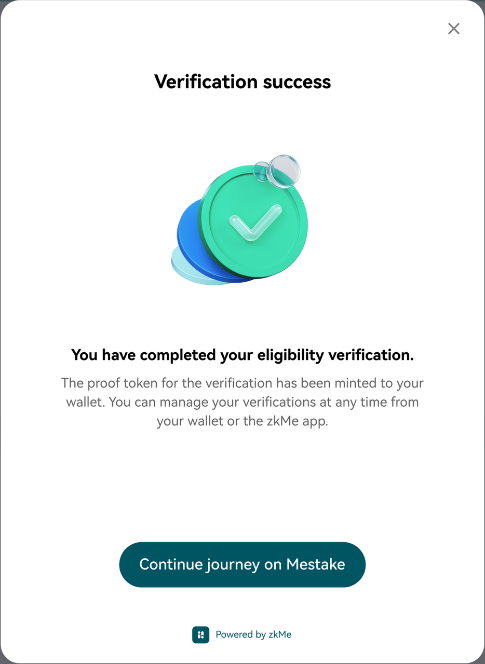 Verification success
You have completed your eligibility verification.
The proof token for the verification has been minted to your
wallet. You can manage your verifications at any time from
your wallet or the zkMe app.
Continue journey on Mestake
Powered by zkMe